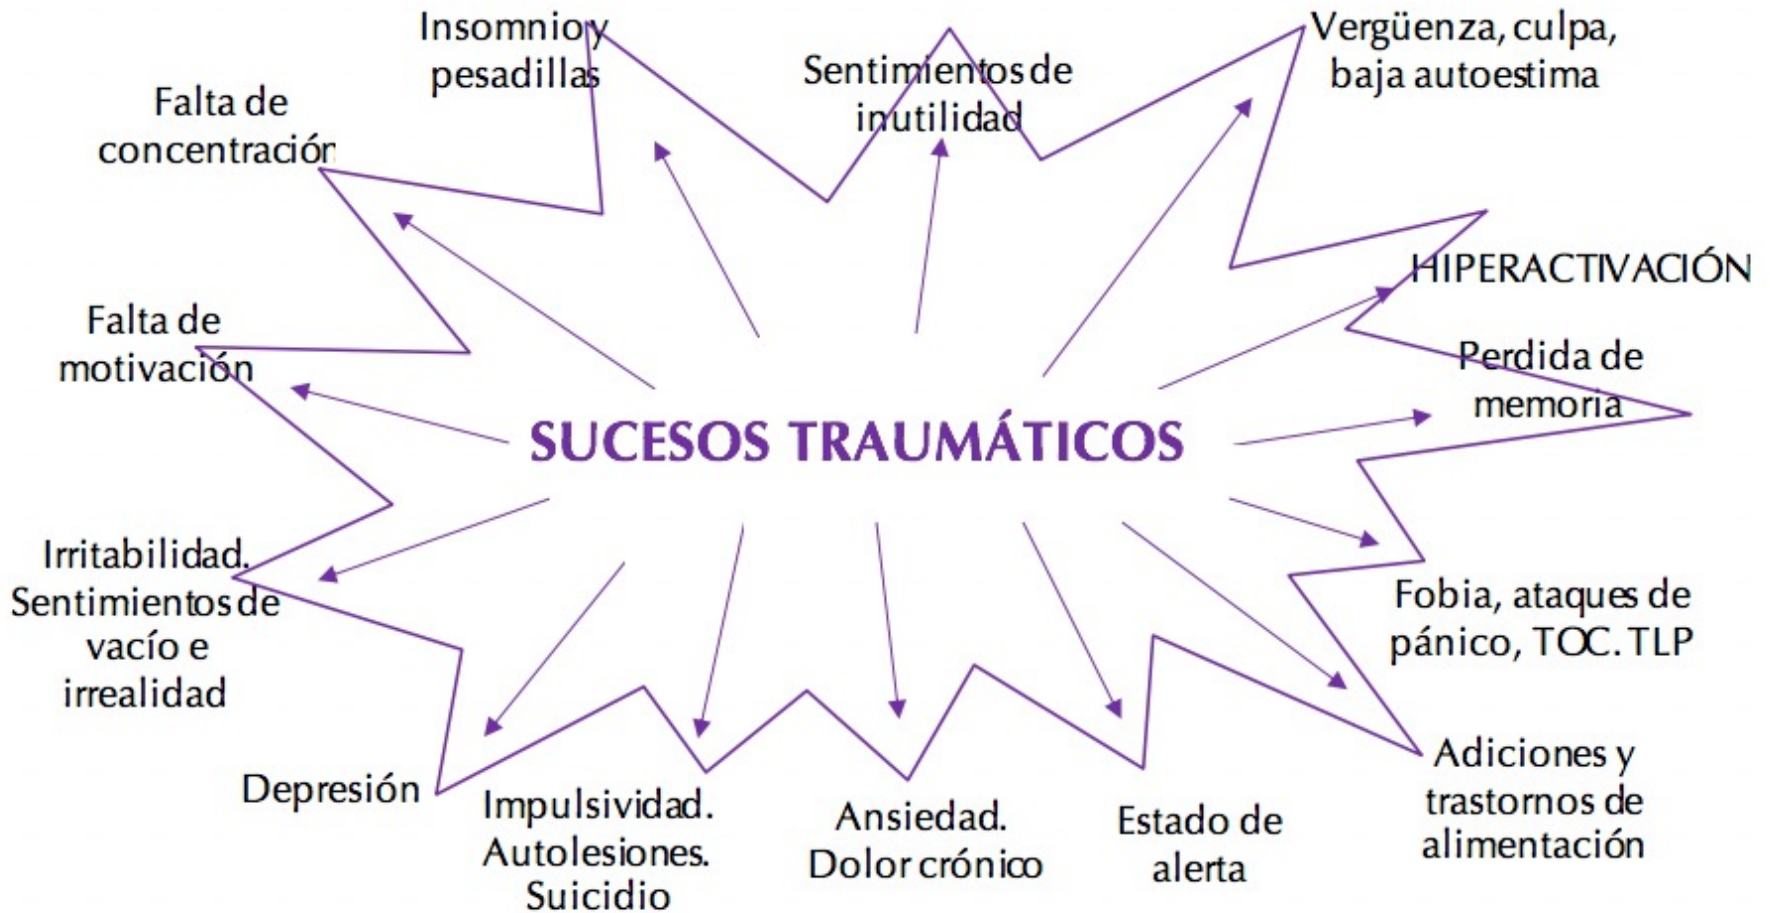 Insomnio y
pesadillas
Sentimientos de
inutilidad
Vergüenza, culpa,
baja autoestima
Falta de
concentración
HIPERACTIVACIÓN
Falta de
motivación
Perdida de
memoria
SUCESOS TRAUMÁTICOS
Irritabilidad.
Sentimientos de
vacío e
irrealidad
Fobia, ataques de
pánico, TOC. TLP
Depresión
Impulsividad.
Autolesiones.
Suicidio
Ansiedad.
Dolor crónico
Estado de
alerta
Adiciones y
trastornos de
alimentación